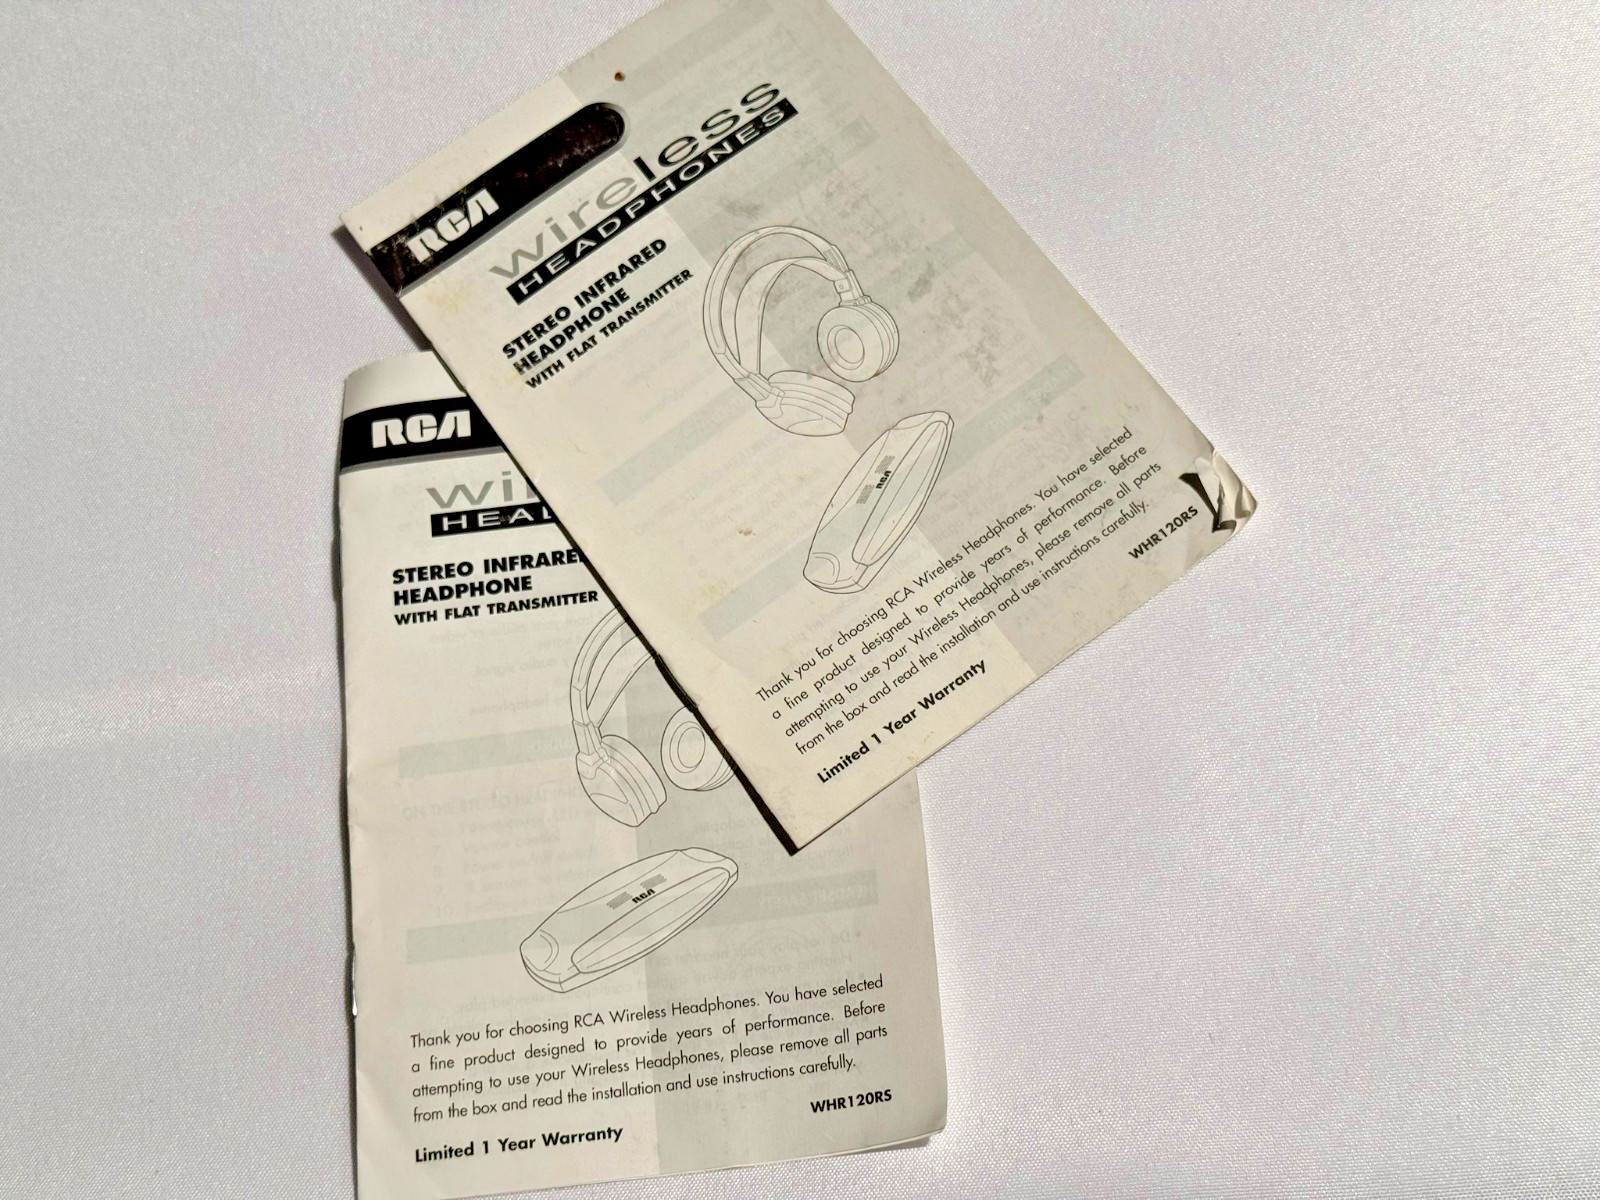 RCA
wireless
HEADPHONES
STEREO INFRARED
HEADPHONE
WITH FLAT TRANSMITTER
RCA
Thank you for choosing RCA Wireless Headphones. You have selected
a fine product designed to provide years of performance. Before
attempting to use your Wireless Headphones, please remove all parts
from the box and read the installation and use instructions carefully.
WHR120RS
Limited 1 Year Warranty
RCA
wi
HEAD
STEREO INFRARED
HEADPHONE
WITH FLAT TRANSMITTER
RCA
Thank you for choosing RCA Wireless Headphones. You have selected
a fine product designed to provide years of performance. Before
attempting to use your Wireless Headphones, please remove all parts
from the box and read the installation and use instructions carefully.
WHR120RS
Limited 1 Year Warranty